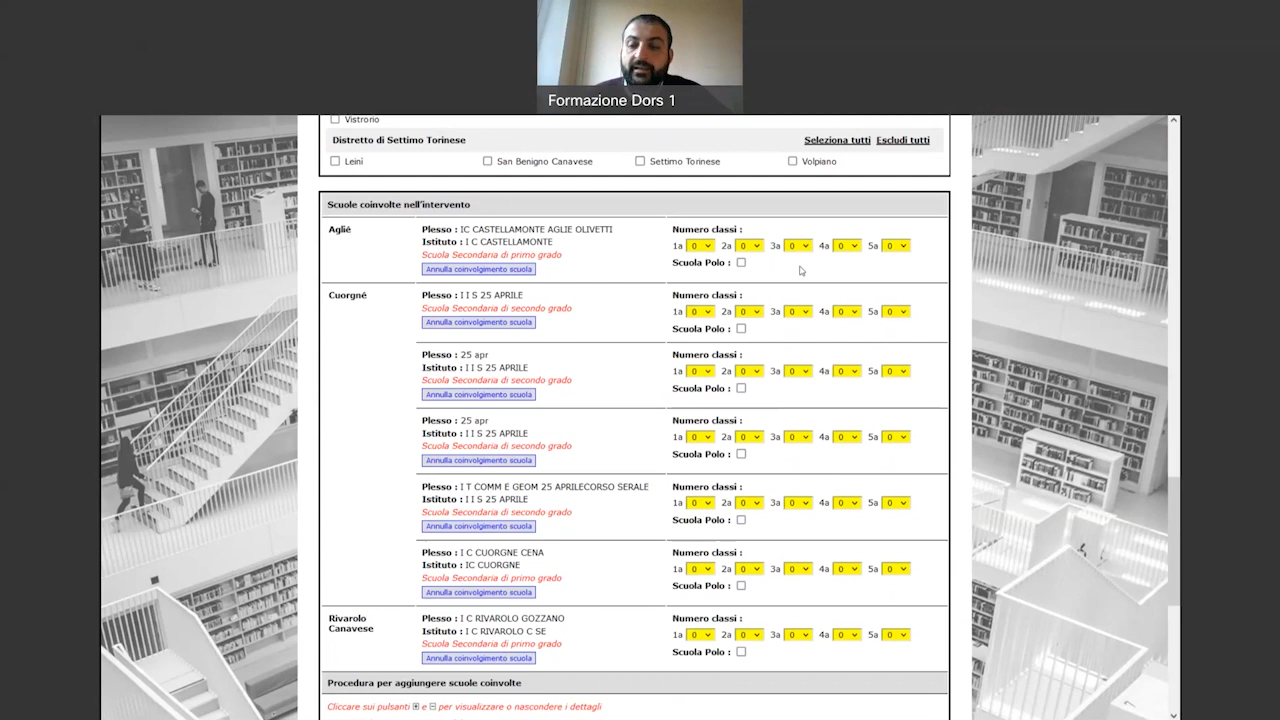 Formazione Dors 1
Vistrorio
Distretto di Settimo Torinese Seleziona tutti Escludi tutti
Leinì San Benigno Canavese Settimo Torinese Volpiano
Scuole coinvolte nell'intervento
Aglié
Plesso : IC CASTELLAMONTE AGLIE OLIVETTI
Istituto : I C CASTELLAMONTE
Scuola Secondaria di primo grado
Annulla coinvolgimento scuola
Numero classi :
1a 0 2a 0 3a 0 4a 0 5a 0
Scuola Polo :
Cuorgné
Plesso : I I S 25 APRILE
Scuola Secondaria di secondo grado
Annulla coinvolgimento scuola
Numero classi :
1a 0 2a 0 3a 0 4a 0 5a 0
Scuola Polo :
Plesso : 25 apr
Istituto : I I S 25 APRILE
Scuola Secondaria di secondo grado
Annulla coinvolgimento scuola
Numero classi :
1a 0 2a 0 3a 0 4a 0 5a 0
Scuola Polo :
Plesso : 25 apr
Istituto : I I S 25 APRILE
Scuola Secondaria di secondo grado
Annulla coinvolgimento scuola
Numero classi :
1a 0 2a 0 3a 0 4a 0 5a 0
Scuola Polo :
Plesso : I T COMM E GEOM 25 APRILECORSO SERALE
Istituto : I I S 25 APRILE
Scuola Secondaria di secondo grado
Annulla coinvolgimento scuola
Numero classi :
1a 0 2a 0 3a 0 4a 0 5a 0
Scuola Polo :
Plesso : I C CUORGNE CENA
Istituto : IC CUORGNE
Scuola Secondaria di primo grado
Annulla coinvolgimento scuola
Numero classi :
1a 0 2a 0 3a 0 4a 0 5a 0
Scuola Polo :
Rivarolo
Canavese
Plesso : I C RIVAROLO GOZZANO
Istituto : I C RIVAROLO C SE
Scuola Secondaria di primo grado
Annulla coinvolgimento scuola
Numero classi :
1a 0 2a 0 3a 0 4a 0 5a 0
Scuola Polo :
Procedura per aggiungere scuole coinvolte
Cliccare sui pulsanti + e - per visualizzare o nascondere i dettagli